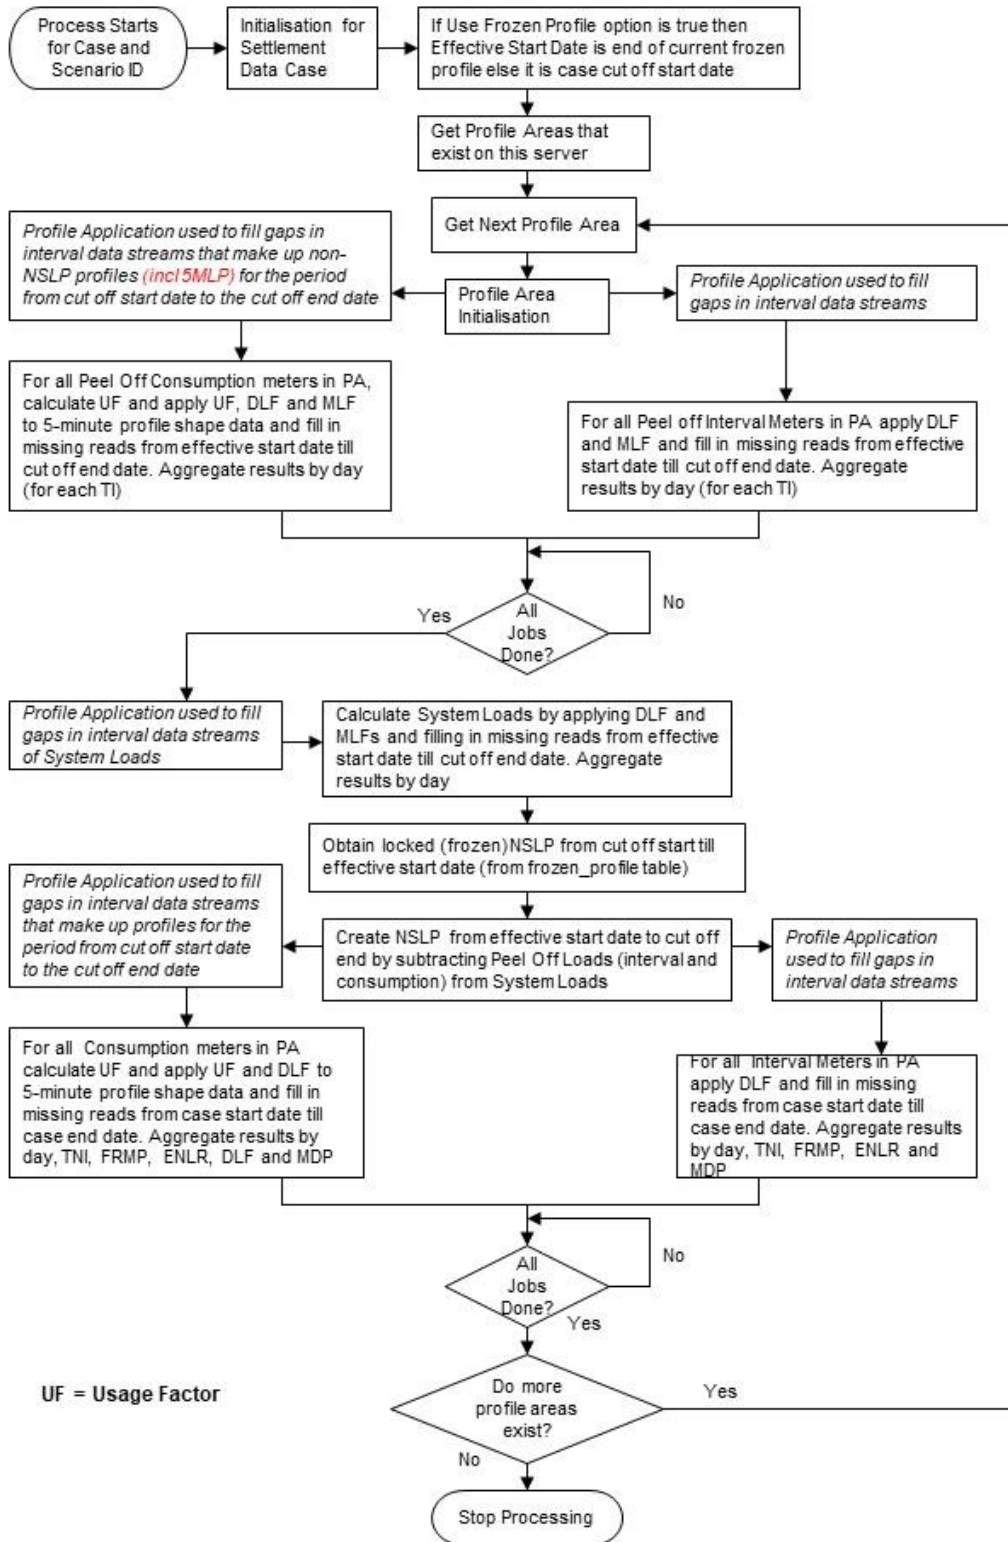 Process Starts
for Case and
Scenario ID
Initialisation for
Settlement
Data Case
If Use Frozen Profile option is true then
Effective Start Date is end of current frozen
profile else it is case cut off start date
Get Profile Areas that
exist on this server
Get Next Profile Area
Profile Application used to fill gaps in
interval data streams that make up non-
NSLP profiles (incl 5MLP) for the period
from cut off start date to the cut off end date
Profile Area
Initialisation
Profile Application used to fill
gaps in interval data streams
For all Peel Off Consumption meters in PA,
calculate UF and apply UF, DLF and MLF
to 5-minute profile shape data and fill in
missing reads from effective start date till
cut off end date. Aggregate results by day
(for each TI)
For all Peel off Interval Meters in PA apply DLF
and MLF and fill in missing reads from effective
start date till cut off end date. Aggregate
results by day (for each TI)
All
Jobs
Done?
Yes
No
Profile Application used to fill
gaps in interval data streams
of System Loads
Calculate System Loads by applying DLF and
MLFs and filling in missing reads from effective
start date till cut off end date. Aggregate
results by day
Obtain locked (frozen) NSLP from cut off start till
effective start date (from frozen_profile table)
Profile Application used to fill
gaps in interval data streams
that make up profiles for the
period from cut off start date
to the cut off end date
Create NSLP from effective start date to cut off
end by subtracting Peel Off Loads (interval and
consumption) from System Loads
Profile Application
used to fill gaps in
interval data streams
For all Consumption meters in PA
calculate UF and apply UF and DLF to
5-minute profile shape data and fill in
missing reads from case start date till
case end date. Aggregate results by
day, TNI, FRMP, ENLR, DLF and MDP
For all Interval Meters in PA
apply DLF and fill in missing
reads from case start date till
case end date. Aggregate results
by day, TNI, FRMP, ENLR and
MDP
All
Jobs
Done?
No
Yes
UF = Usage Factor
Do more
profile areas
exist?
Yes
No
Stop Processing